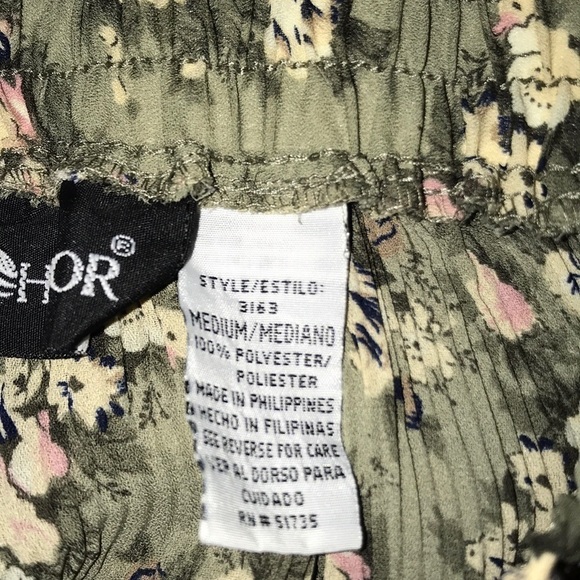 HOR®
STYLE/ESTILO:
3163
MEDIUM/MEDIANO
100% POLYESTER/
POLIESTER
MADE IN PHILIPPINES
HECHO EN FILIPINAS
SEE REVERSE FOR CARE
VER AL DORSO PARA
CUIDADO
RN# 51735